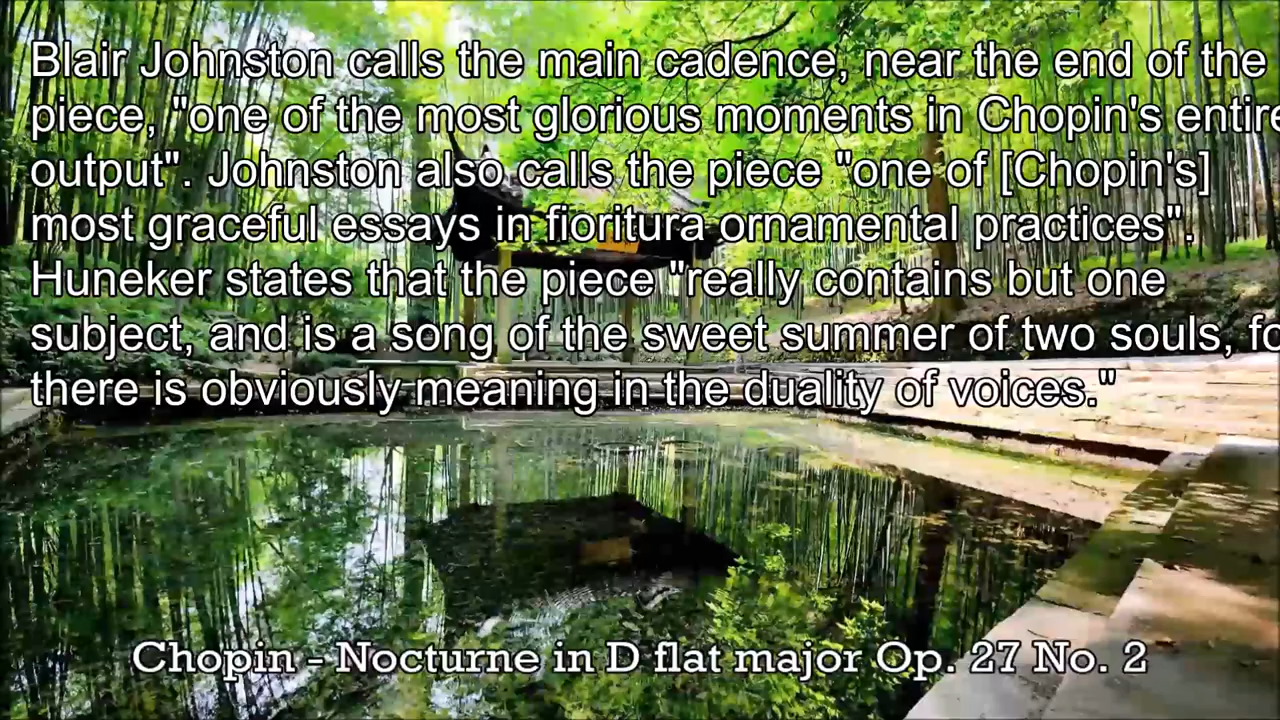 Blair Johnston calls the main cadence, near the end of the
piece, "one of the most glorious moments in Chopin's entire
output". Johnston also calls the piece "one of [Chopin's]
most graceful essays in fioritura ornamental practices".
Huneker states that the piece "really contains but one
subject, and is a song of the sweet summer of two souls, fo
there is obviously meaning in the duality of voices."
Chopin - Nocturne in D flat major Op. 27 No. 2